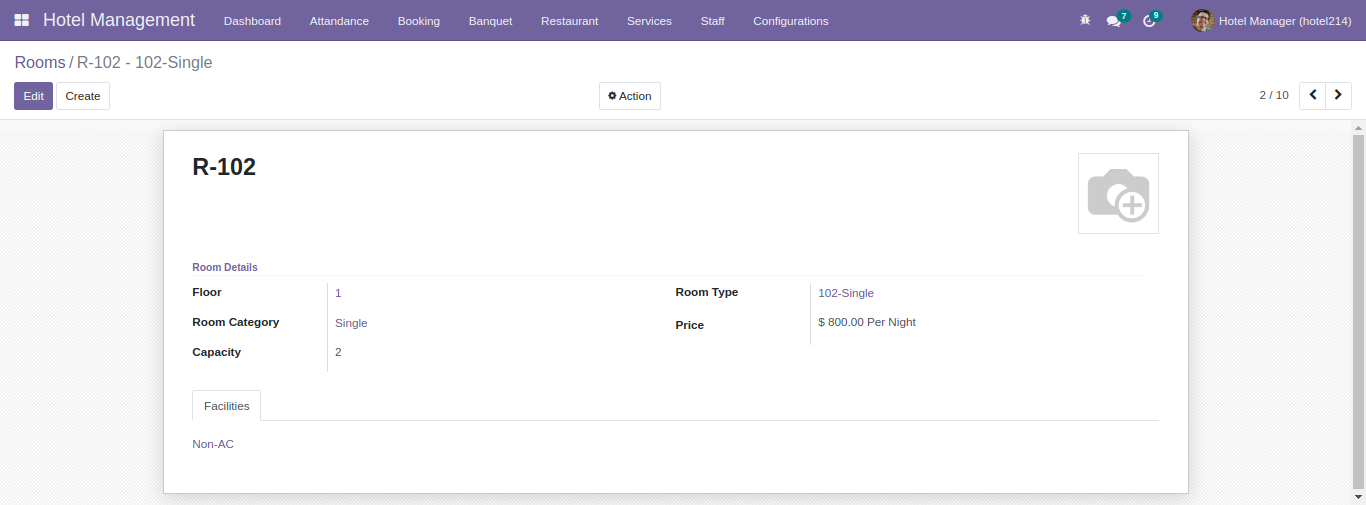 Hotel Management Dashboard Attandance Booking Banquet Restaurant Services Staff Configurations 7 9 Hotel Manager (hotel214)
Rooms / R-102 - 102-Single
Edit Create Action 2 / 10
R-102
Room Details
Floor 1 Room Type 102-Single
Room Category Single Price $ 800.00 Per Night
Capacity 2
Facilities
Non-AC